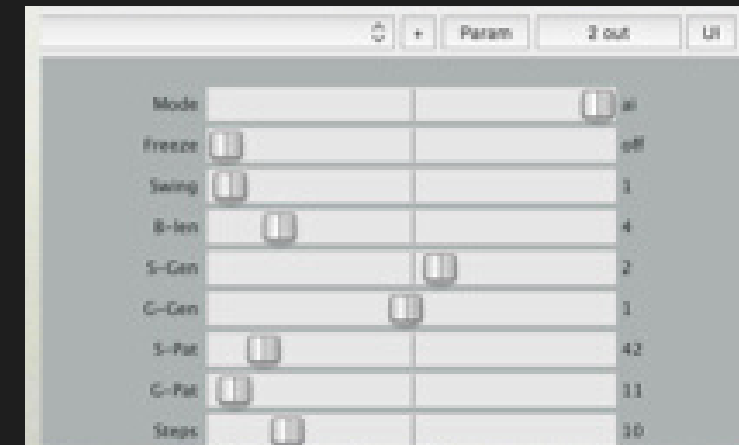 + Param 2 out UI
Mode ai
Freeze off
Swing 1
B-len 4
S-Gen 2
G-Gen 1
S-Pat 42
G-Pat 11
Steps 10